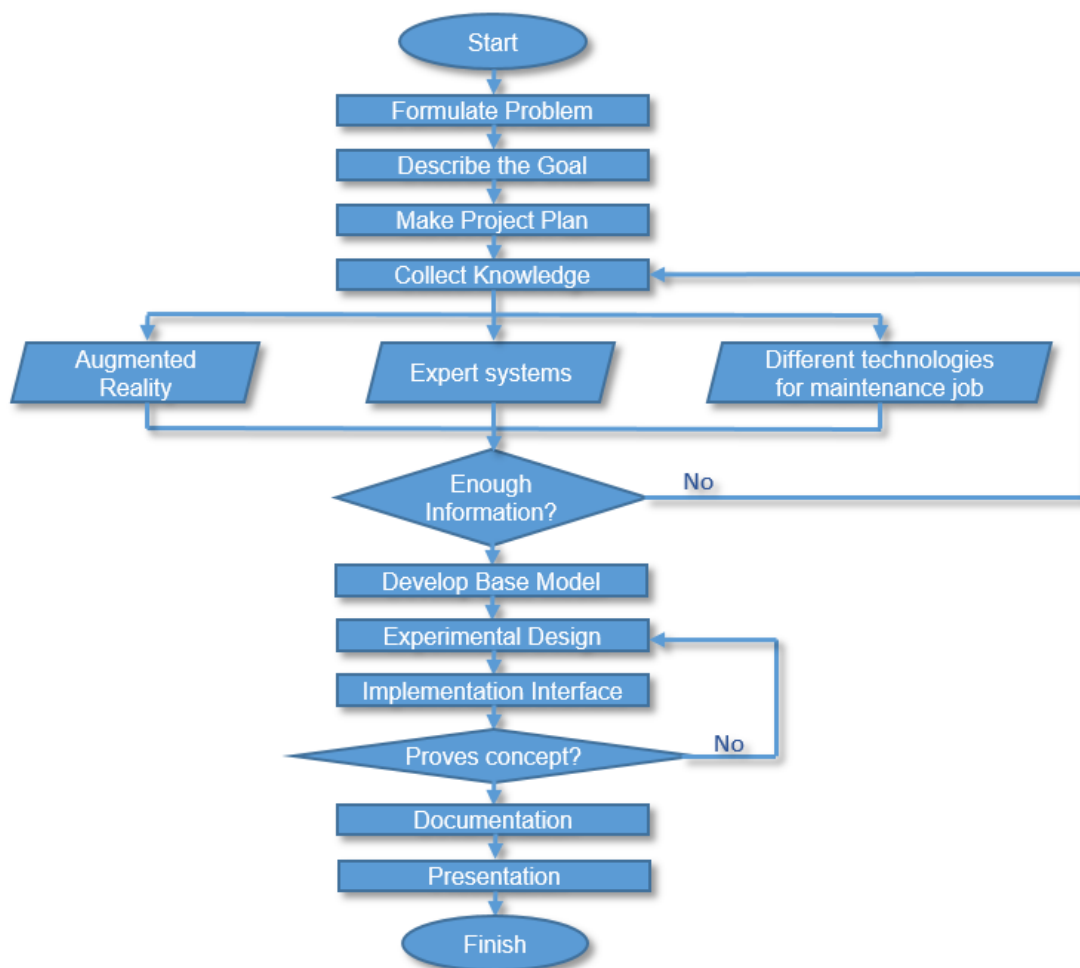 Start
Formulate Problem
Describe the Goal
Make Project Plan
Collect Knowledge
Augmented
Reality
Expert systems
Different technologies
for maintenance job
Enough
Information?
No
Develop Base Model
Experimental Design
Implementation Interface
Proves concept?
No
Documentation
Presentation
Finish